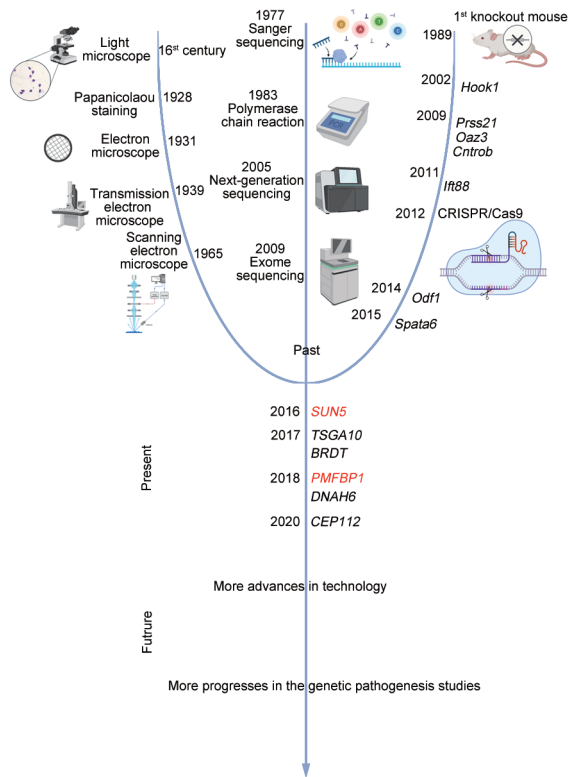 Light
microscope
16st century
Papanicolaou
staining
1928
Electron
microscope
1931
Transmission
electron
microscope
1939
Scanning
electron
microscope
1965
1977
Sanger
sequencing
1983
Polymerase
chain reaction
PCR
2005
Next-generation
sequencing
2009
Exome
sequencing
1st knockout mouse
1989
2002
Hook1
2009
Prss21
Oaz3
Cntrob
2011
Ift88
2012
CRISPR/Cas9
2014
Odf1
2015
Spata6
Past
Present
2016
SUN5
2017
TSGA10
BRDT
2018
PMFBP1
DNAH6
2020
CEP112
Futrure
More advances in technology
More progresses in the genetic pathogenesis studies